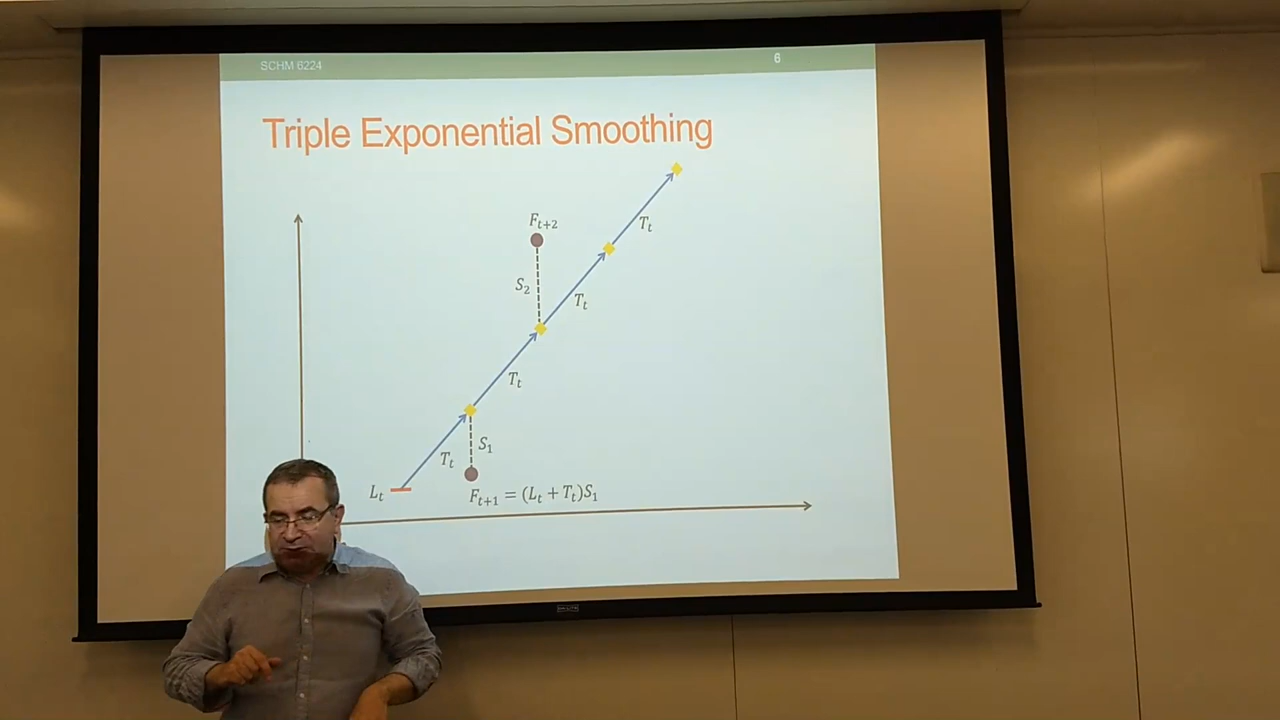 SCHM 6224
6
Triple Exponential Smoothing
F_{t+2}
T_t
S_2
T_t
T_t
S_1
T_t
L_t
F_{t+1} = (L_t + T_t)S_1